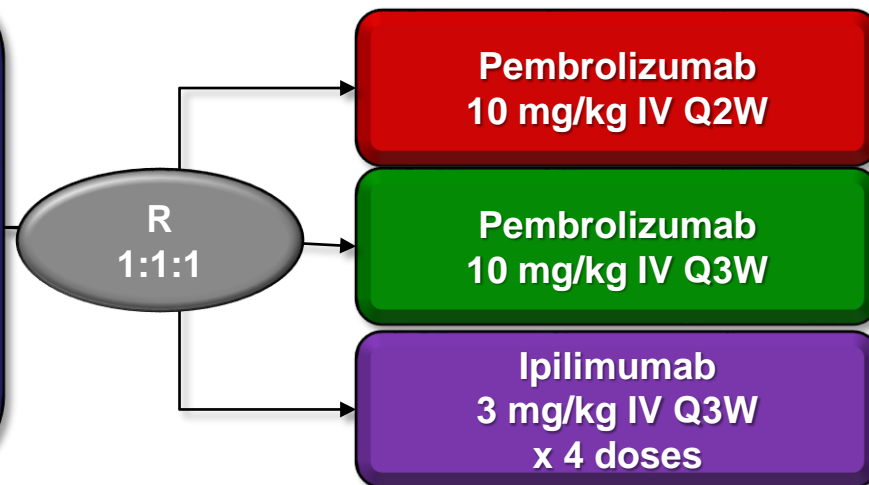 Pembrolizumab
10 mg/kg IV Q2W
R
1:1:1
Pembrolizumab
10 mg/kg IV Q3W
Ipilimumab
3 mg/kg IV Q3W
x 4 doses